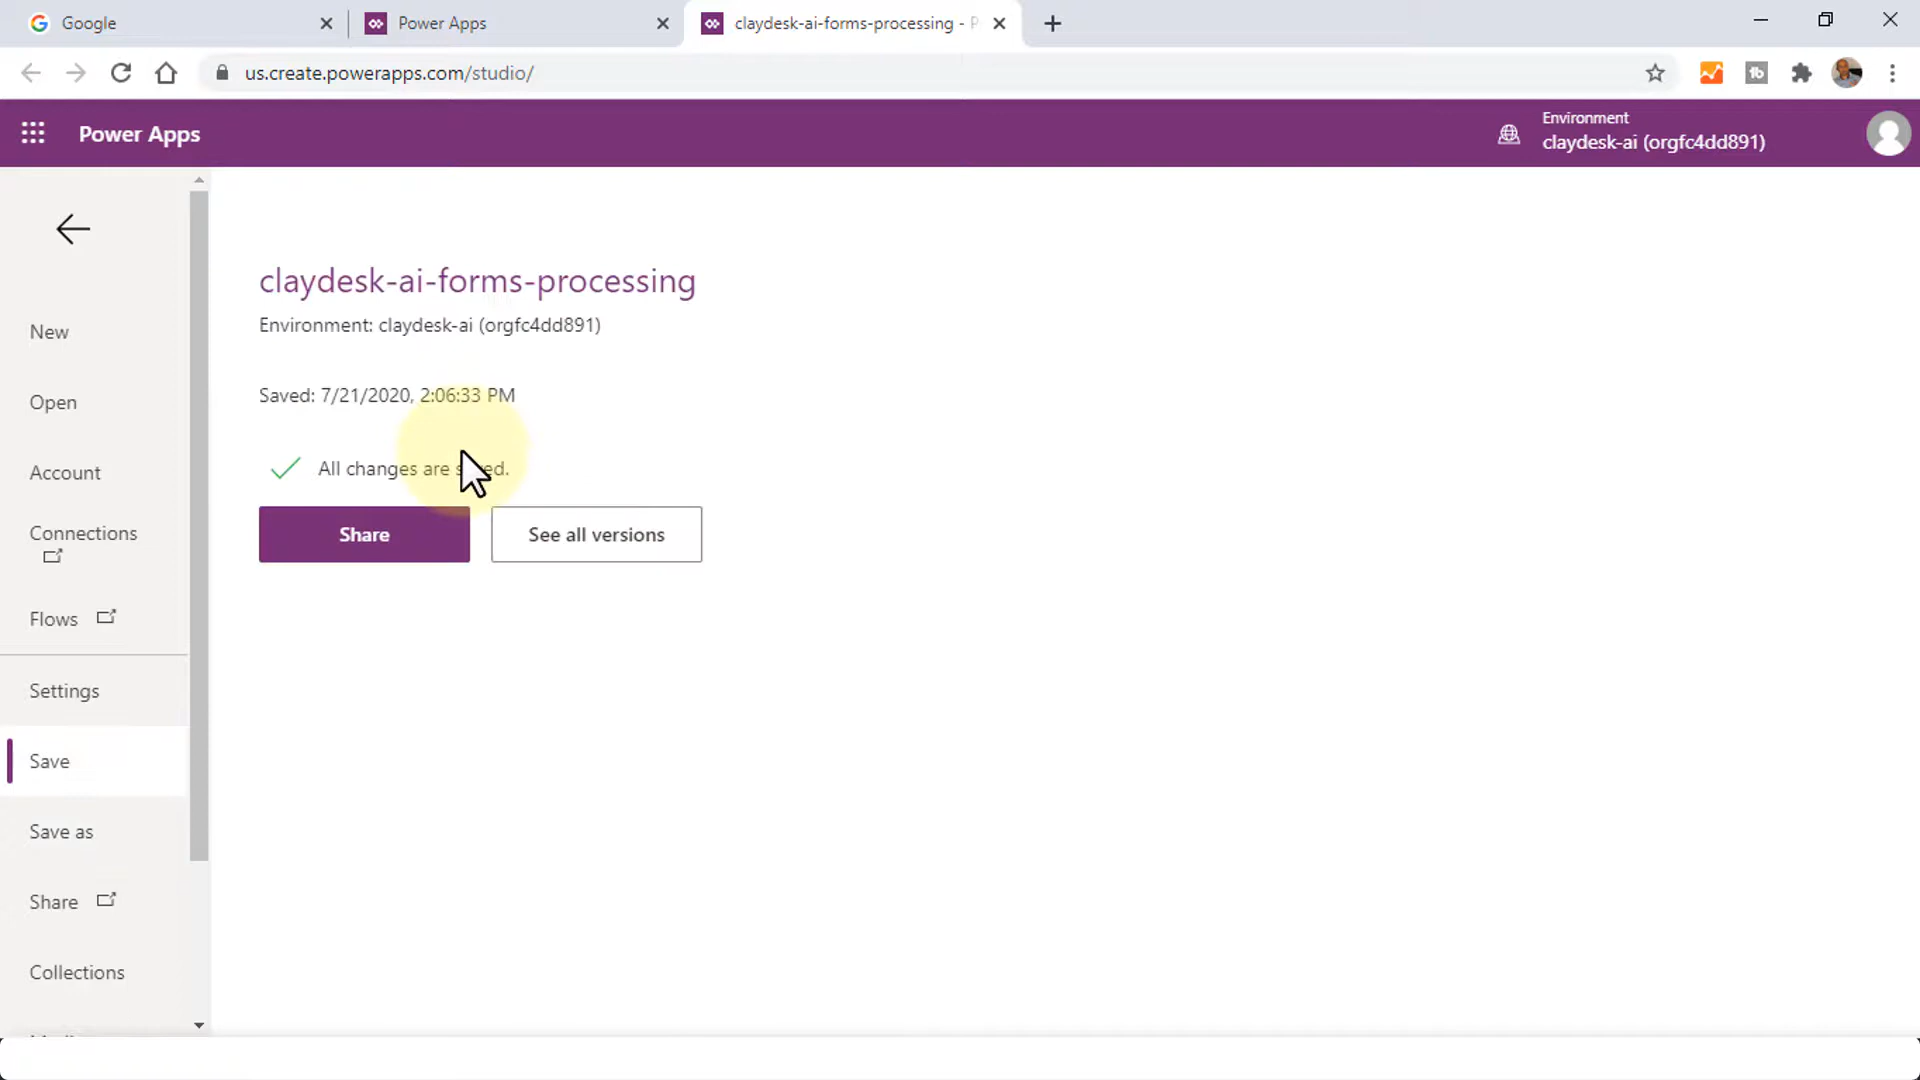 Google
Power Apps
claydesk-ai-forms-processing -
us.create.powerapps.com/studio/
Power Apps
Environment
claydesk-ai (orgfc4dd891)
New
Open
Account
Connections
Flows
Settings
Save
Save as
Share
Collections
claydesk-ai-forms-processing
Environment: claydesk-ai (orgfc4dd891)
Saved: 7/21/2020, 2:06:33 PM
All changes are
Share
See all versions